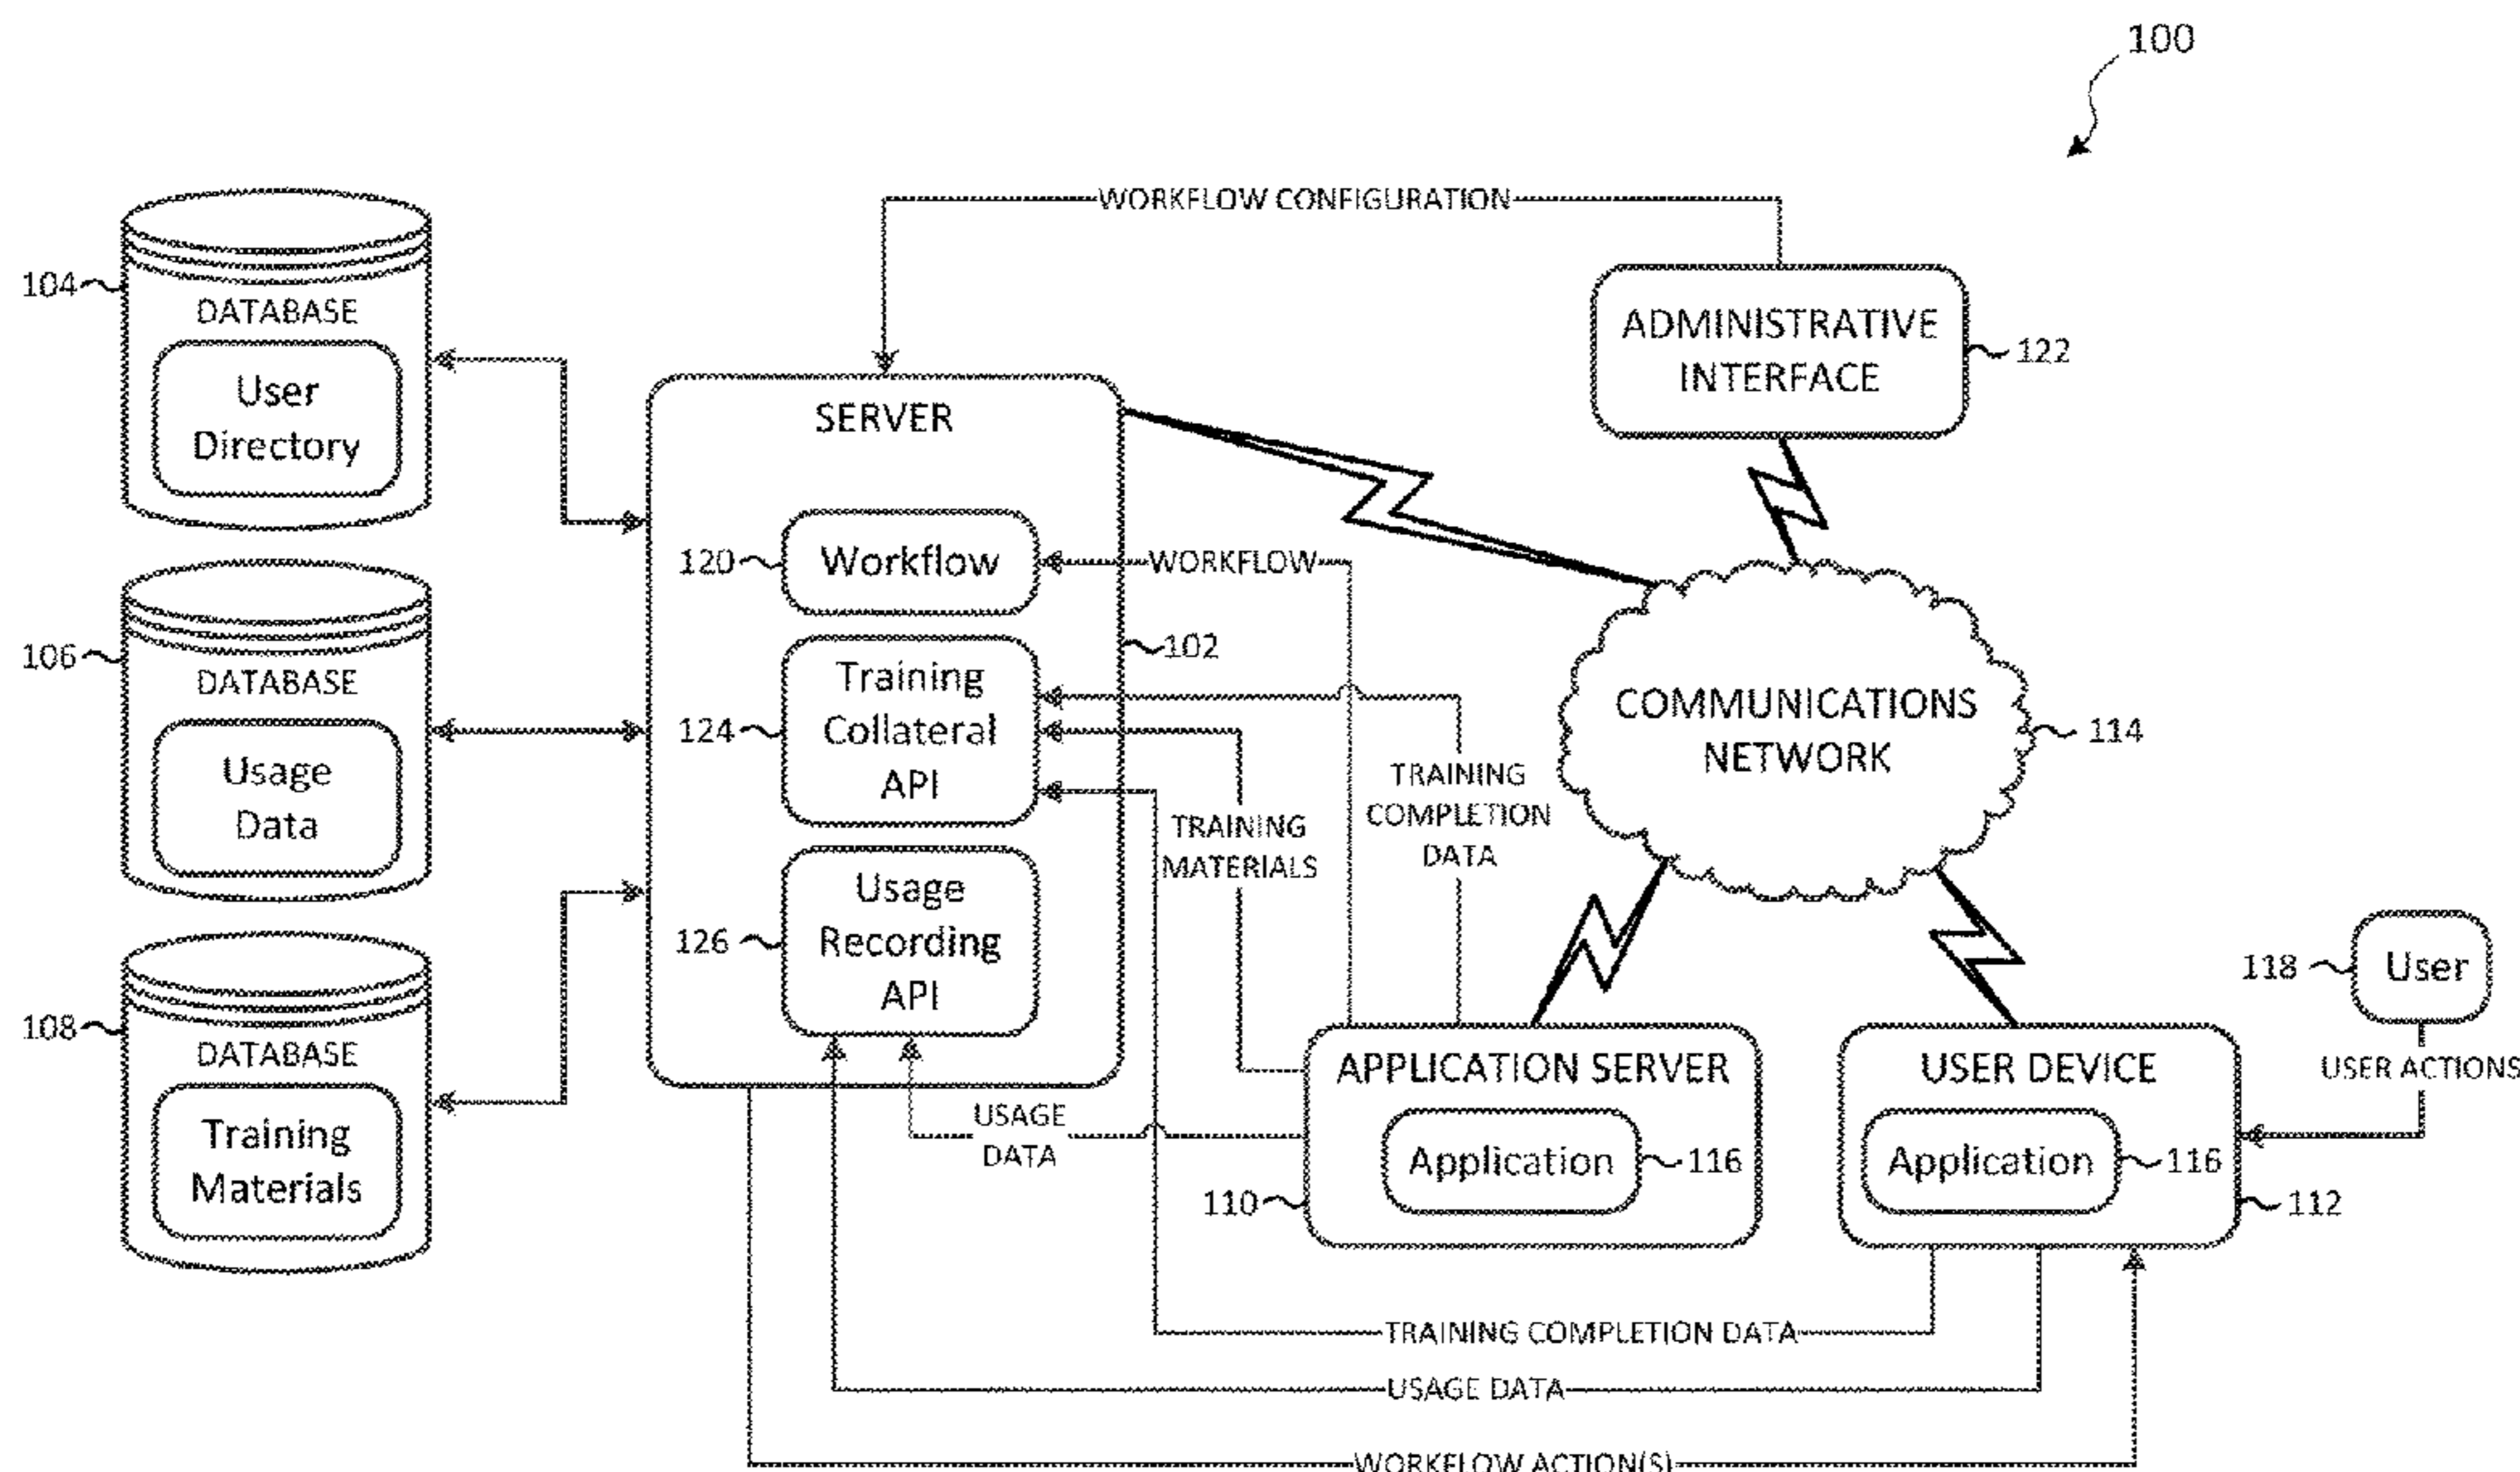 100
WORKFLOW CONFIGURATION
104
DATABASE
User
Directory
ADMINISTRATIVE
INTERFACE
122
SERVER
120
Workflow
WORKFLOW
102
106
DATABASE
Usage
Data
124
Training
Collateral
API
TRAINING
MATERIALS
TRAINING
COMPLETION
DATA
COMMUNICATIONS
NETWORK
114
126
Usage
Recording
API
118
User
USER ACTIONS
108
DATABASE
Training
Materials
USAGE
DATA
APPLICATION SERVER
Application
116
110
USER DEVICE
Application
116
112
TRAINING COMPLETION DATA
USAGE DATA
WORKFLOW ACTION(S)